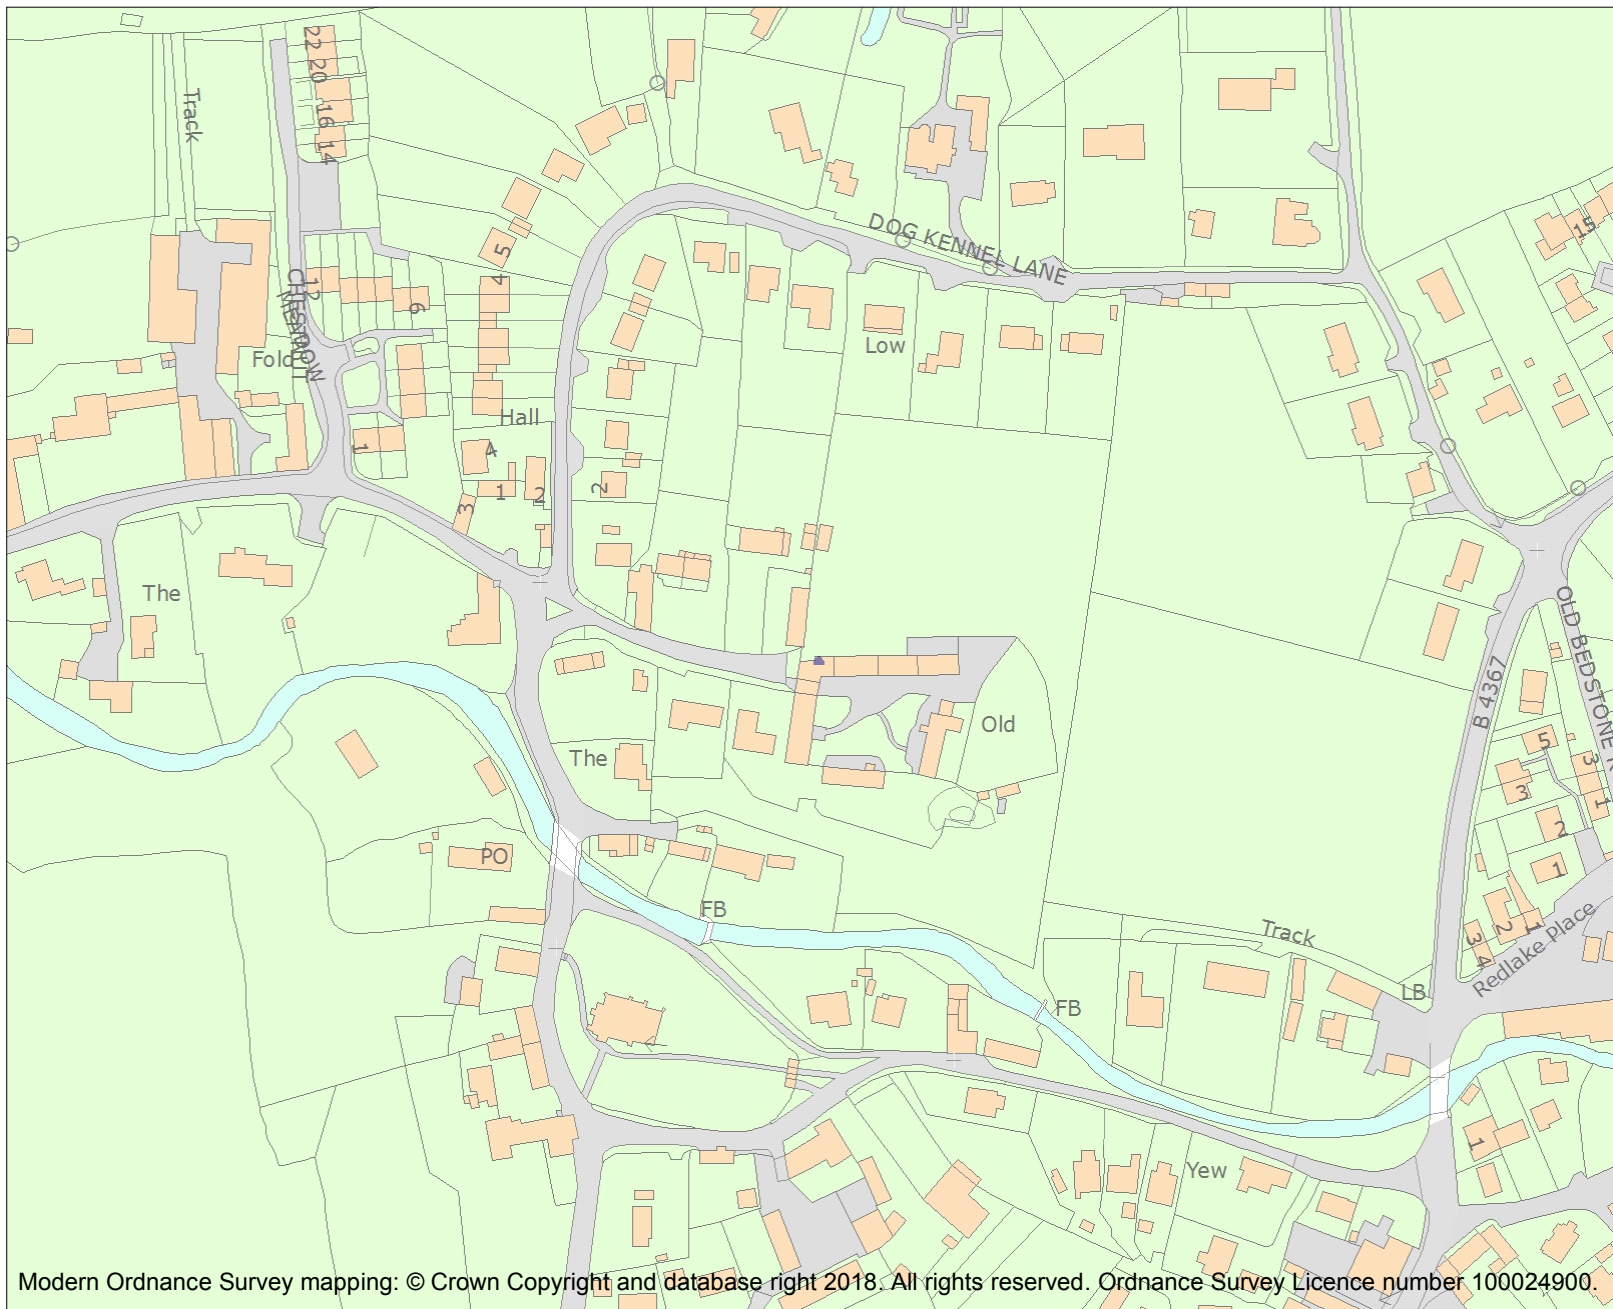 22
20
Track
16
14
15
DOG KENNEL LANE
5
4
12
CHESTNUT
MEADOW
6
Low
Fold
Hall
4
1
1
2
2
3
The
OLD BEDSTONE
B 4367
Old
The
5
3
3
1
2
PO
1
FB
Track
3
2
1
4
Redlake Place
LB
FB
1
Yew
Modern Ordnance Survey mapping: © Crown Copyright and database right 2018. All rights reserved. Ordnance Survey Licence number 100024900.